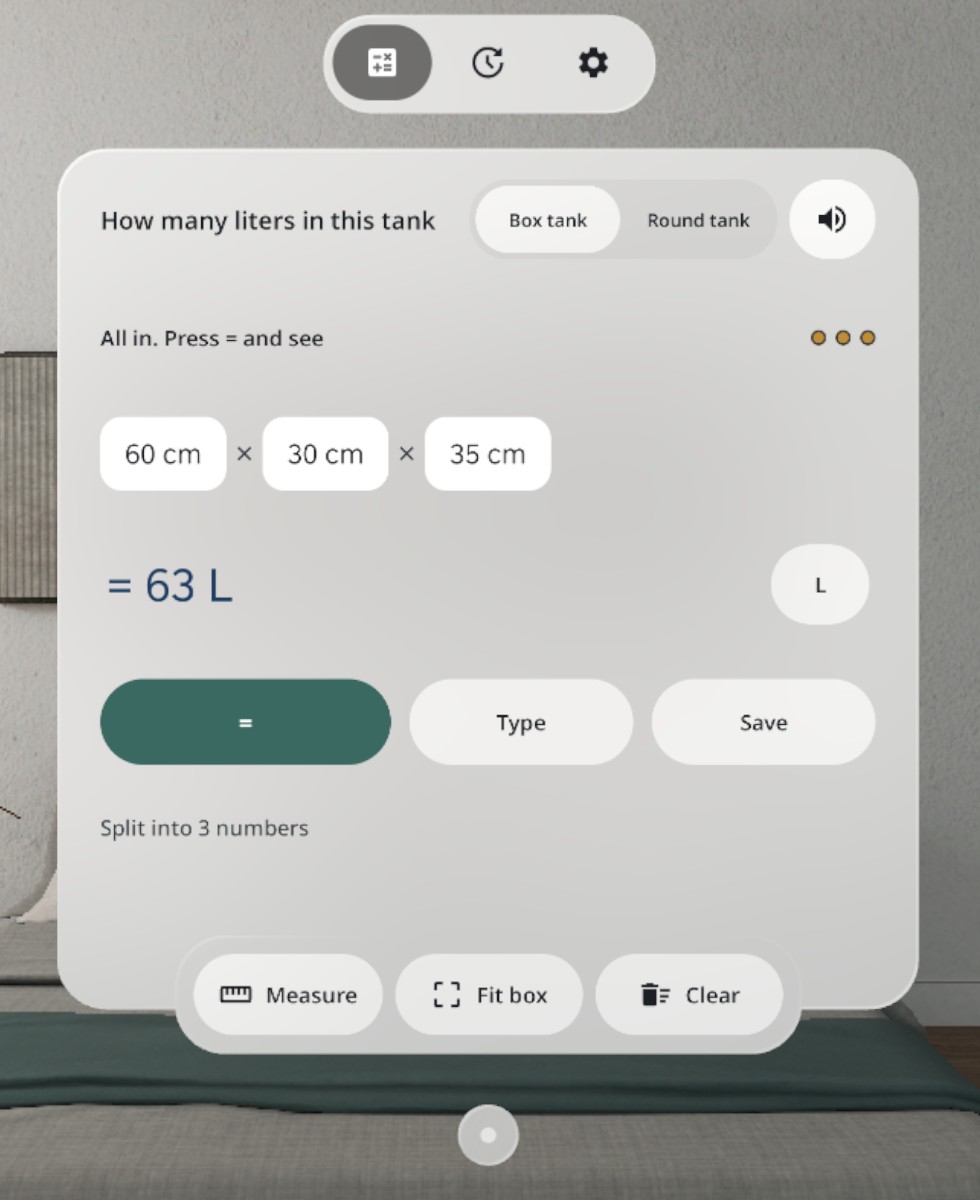 How many liters in this tank Box tank Round tank
All in. Press = and see
60 cm × 30 cm × 35 cm
= 63 L L
= Type Save
Split into 3 numbers
Measure Fit box Clear